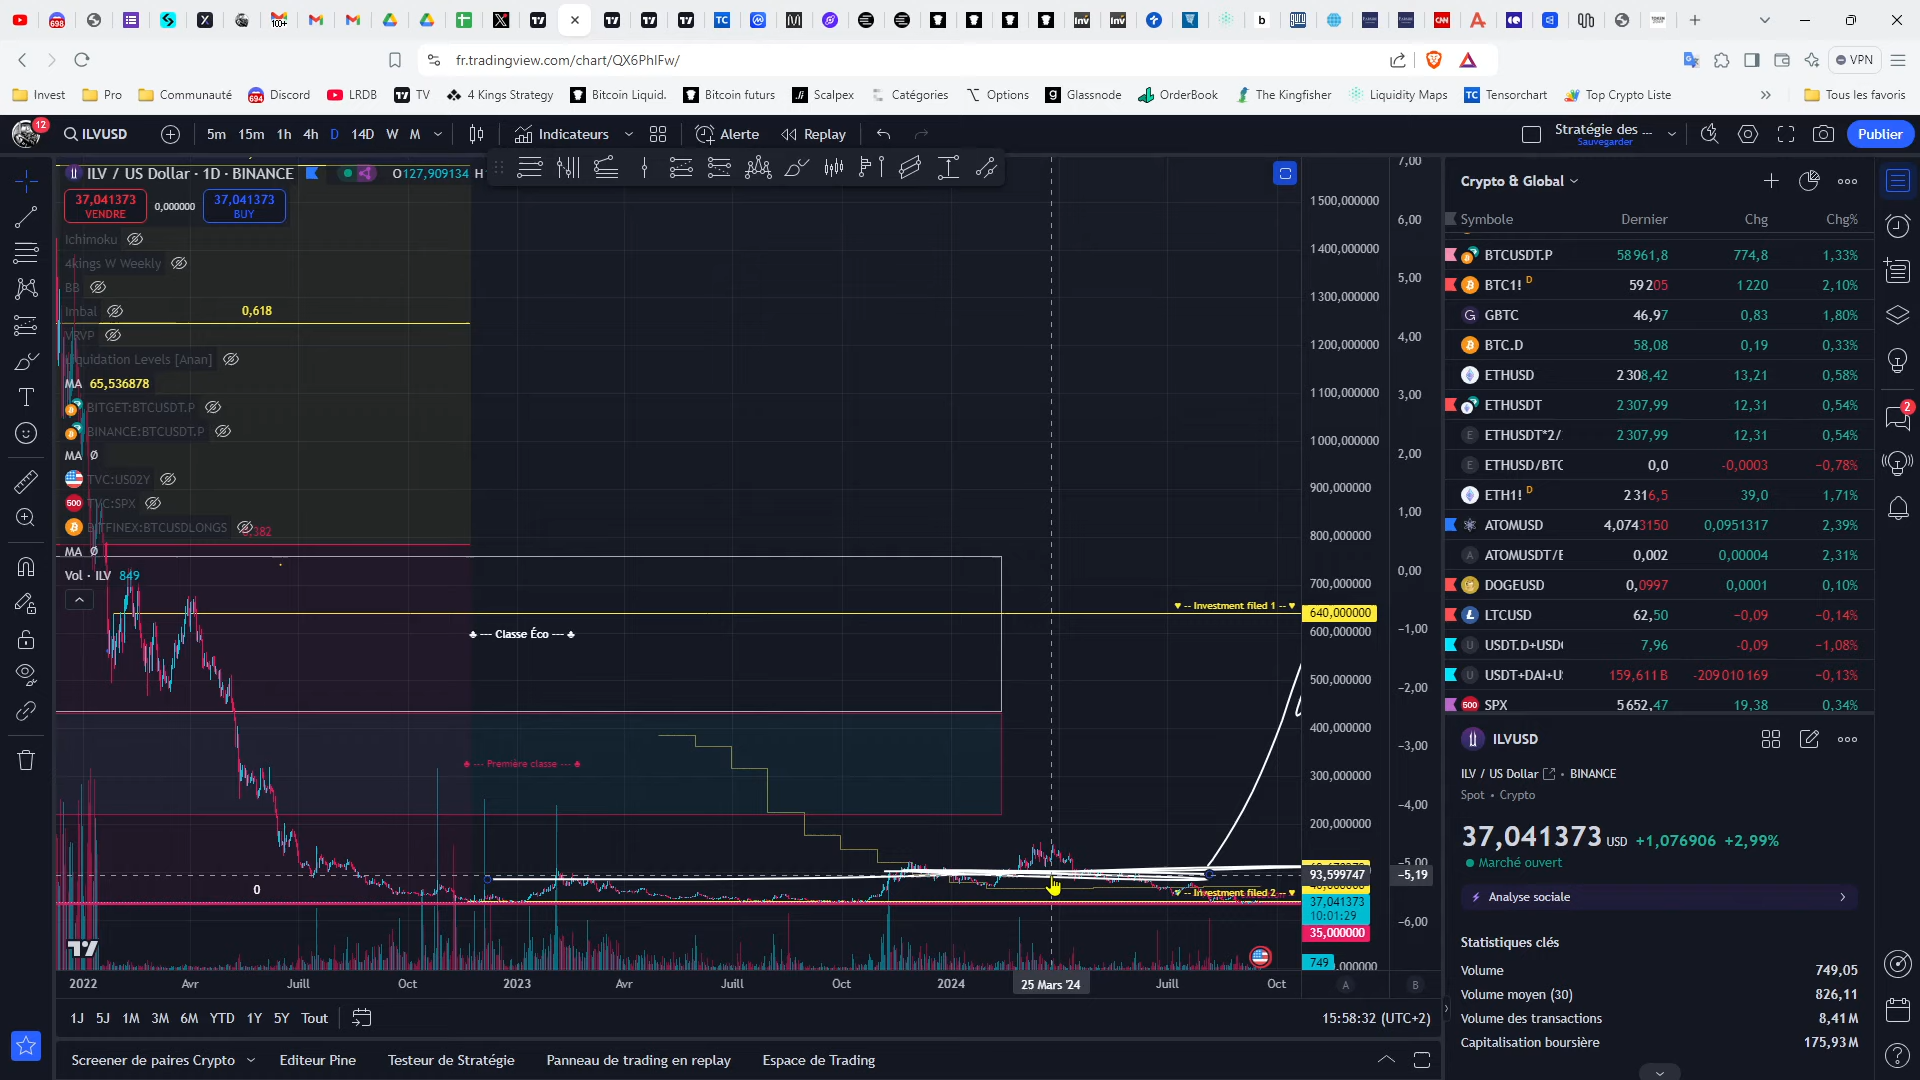 698
10+
TC
InV
InV
b
guru
CNN
fr.tradingview.com/chart/QX6PhIFw/
VPN
Invest
Pro
Communauté
694
Discord
LRDB
TV
4 Kings Strategy
Bitcoin Liquid.
Bitcoin futurs
Scalpex
Catégories
Options
Glassnode
OrderBook
The Kingfisher
Liquidity Maps
TC
Tensorchart
Top Crypto Liste
Tous les favoris
12
ILVUSD
5m
15m
1h
4h
D
14D
W
M
Indicateurs
Alerte
Replay
Stratégie des ...
Sauvegarder
Publier
ILV / US Dollar · 1D · BINANCE
O127,909134 H
37,041373
VENDRE
0,000000
37,041373
BUY
Ichimoku
4kings W Weekly
BB
Imbal
0,618
VRVP
Liquidation Levels [Anan]
MA 65,536878
BITGET:BTCUSDT.P
BINANCE:BTCUSDT.P
MA Ø
TVC:US02Y
500
TVC:SPX
BITFINEX:BTCUSDLONGS
0,382
MA Ø
Vol · ILV 849
♣ --- Classe Éco --- ♣
♣ --- Première classe --- ♣
▼ -- Investment filed 1 -- ▼
▼ -- Investment filed 2 -- ▼
0
1 500,000000
1 400,000000
1 300,000000
1 200,000000
1 100,000000
1 000,000000
900,000000
800,000000
700,000000
640,000000
600,000000
500,000000
400,000000
300,000000
200,000000
93,599747
37,041373
10:01:29
35,000000
749
7,00
6,00
5,00
4,00
3,00
2,00
1,00
0,00
−1,00
−2,00
−3,00
−4,00
−5,00
−5,19
−6,00
2022
Avr
Juill
Oct
2023
Avr
Juill
Oct
2024
25 Mars '24
Juill
Oct
A
B
1J
5J
1M
3M
6M
YTD
1Y
5Y
Tout
15:58:32 (UTC+2)
Screener de paires Crypto
Editeur Pine
Testeur de Stratégie
Panneau de trading en replay
Espace de Trading
Crypto & Global
Symbole Dernier Chg Chg%
BTCUSDT.P 58 961,8 774,8 1,33%
BTC1! D 59 205 1 220 2,10%
GBTC 46,97 0,83 1,80%
BTC.D 58,08 0,19 0,33%
ETHUSD 2 308,42 13,21 0,58%
ETHUSDT 2 307,99 12,31 0,54%
ETHUSDT*2/ 2 307,99 12,31 0,54%
ETHUSD/BTC 0,0 -0,0003 −0,78%
ETH1! D 2 316,5 39,0 1,71%
ATOMUSD 4,0743150 0,0951317 2,39%
ATOMUSDT/E 0,002 0,00004 2,31%
DOGEUSD 0,0997 0,0001 0,10%
LTCUSD 62,50 −0,09 −0,14%
USDT.D+USD 7,96 -0,09 −1,08%
USDT+DAI+U 159,611 B -209 010 169 −0,13%
500 SPX 5 652,47 19,38 0,34%
ILVUSD
ILV / US Dollar
• BINANCE
Spot • Crypto
37,041373 USD +1,076906 +2,99%
Marché ouvert
Analyse sociale
Statistiques clés
Volume 749,05
Volume moyen (30) 826,11
Volume des transactions 8,41 M
Capitalisation boursière 175,93 M
2